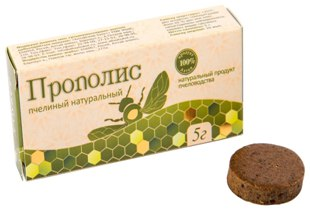 Прополис
пчелиный натуральный
100%
натуральный продукт
пчеловодства
5г